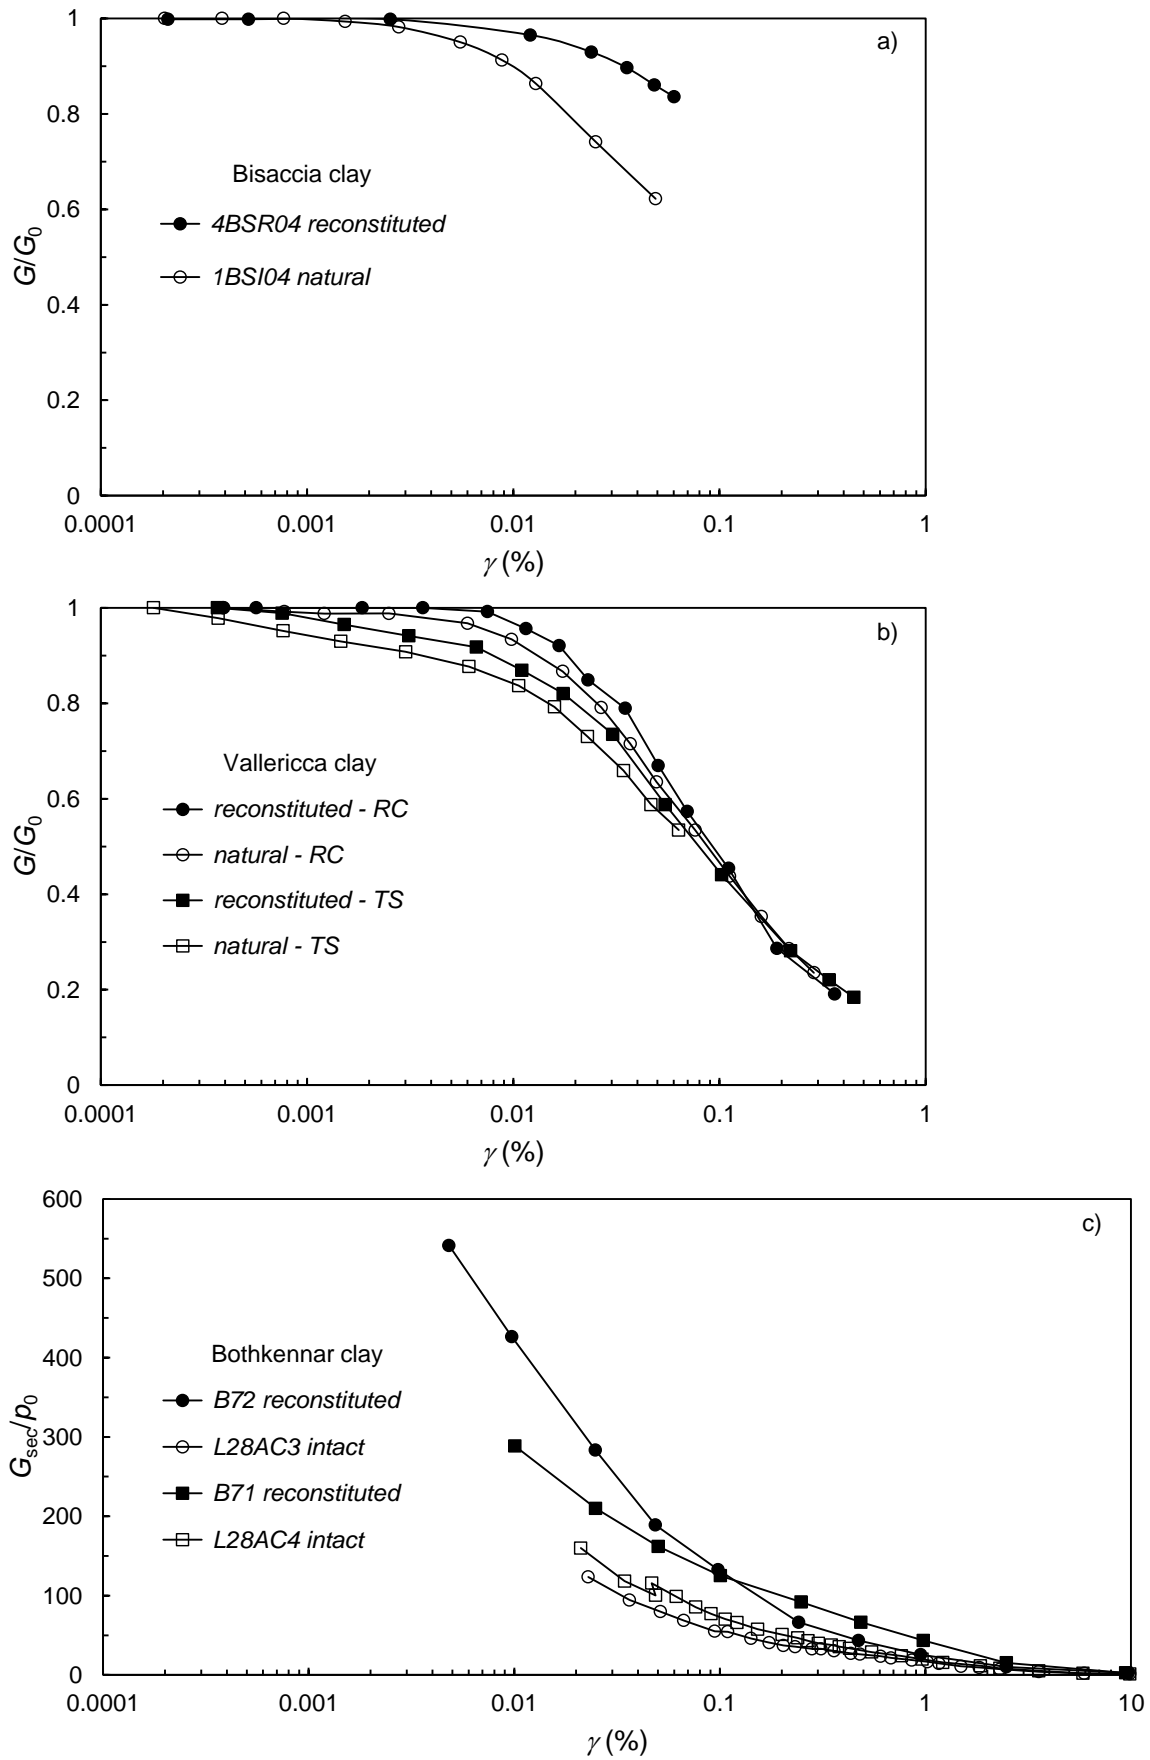 1
a)
0.8
Bisaccia clay
4BSR04 reconstituted
0.6
1BSI04 natural
G/G0
0.4
0.2
0
0.0001 0.001 0.01 0.1 1
γ (%)
1
b)
0.8
Vallericca clay
0.6
reconstituted - RC
natural - RC
G/G0
0.4
reconstituted - TS
natural - TS
0.2
0
0.0001 0.001 0.01 0.1 1
γ (%)
600
c)
500
400
Bothkennar clay
B72 reconstituted
300
L28AC3 intact
Gsec/p0
B71 reconstituted
200
L28AC4 intact
100
0
0.0001 0.001 0.01 0.1 1 10
γ (%)